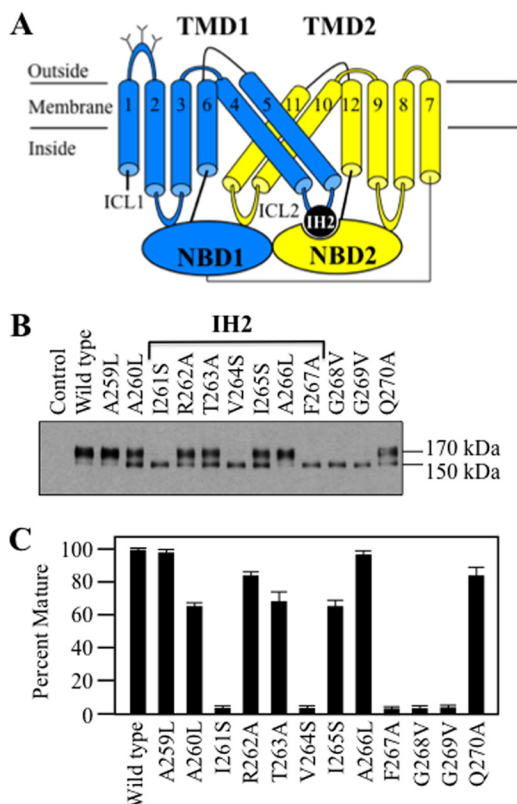 A
TMD1 TMD2
Outside
Membrane
Inside
1 2 3 6 4 5 11 10 12 9 8 7
ICL1
ICL2
IH2
NBD1
NBD2
B
IH2
Control
Wild type
A259L
A260L
I261S
R262A
T263A
V264S
I265S
A266L
F267A
G268V
G269V
Q270A
170 kDa
150 kDa
C
Percent Mature
100
80
60
40
20
0
Wild type
A259L
A260L
I261S
R262A
T263A
V264S
I265S
A266L
F267A
G268V
G269V
Q270A